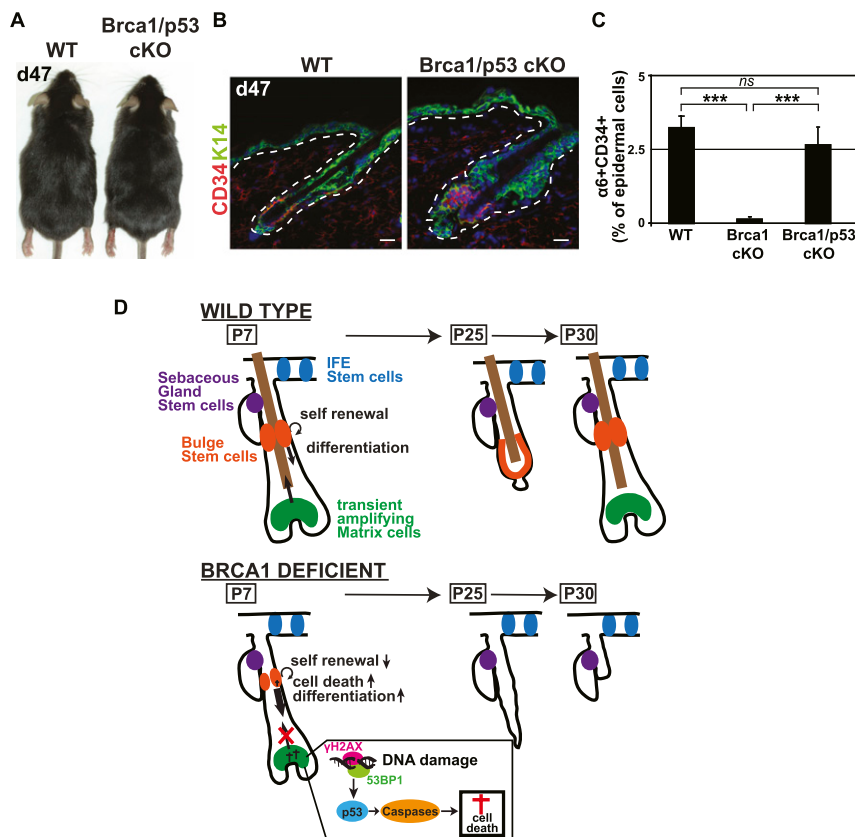 A
WT
Brca1/p53
cKO
d47
B
WT
Brca1/p53 cKO
d47
CD34K14
C
α6+CD34+
(% of epidermal cells)
5
2.5
0
ns
***
***
WT
Brca1
cKO
Brca1/p53
cKO
D
WILD TYPE
P7
P25
P30
IFE
Stem cells
Sebaceous
Gland
Stem cells
self renewal
Bulge
Stem cells
differentiation
transient
amplifying
Matrix cells
BRCA1 DEFICIENT
P7
P25
P30
self renewal
cell death
differentiation
γH2AX
DNA damage
53BP1
p53
Caspases
cell
death